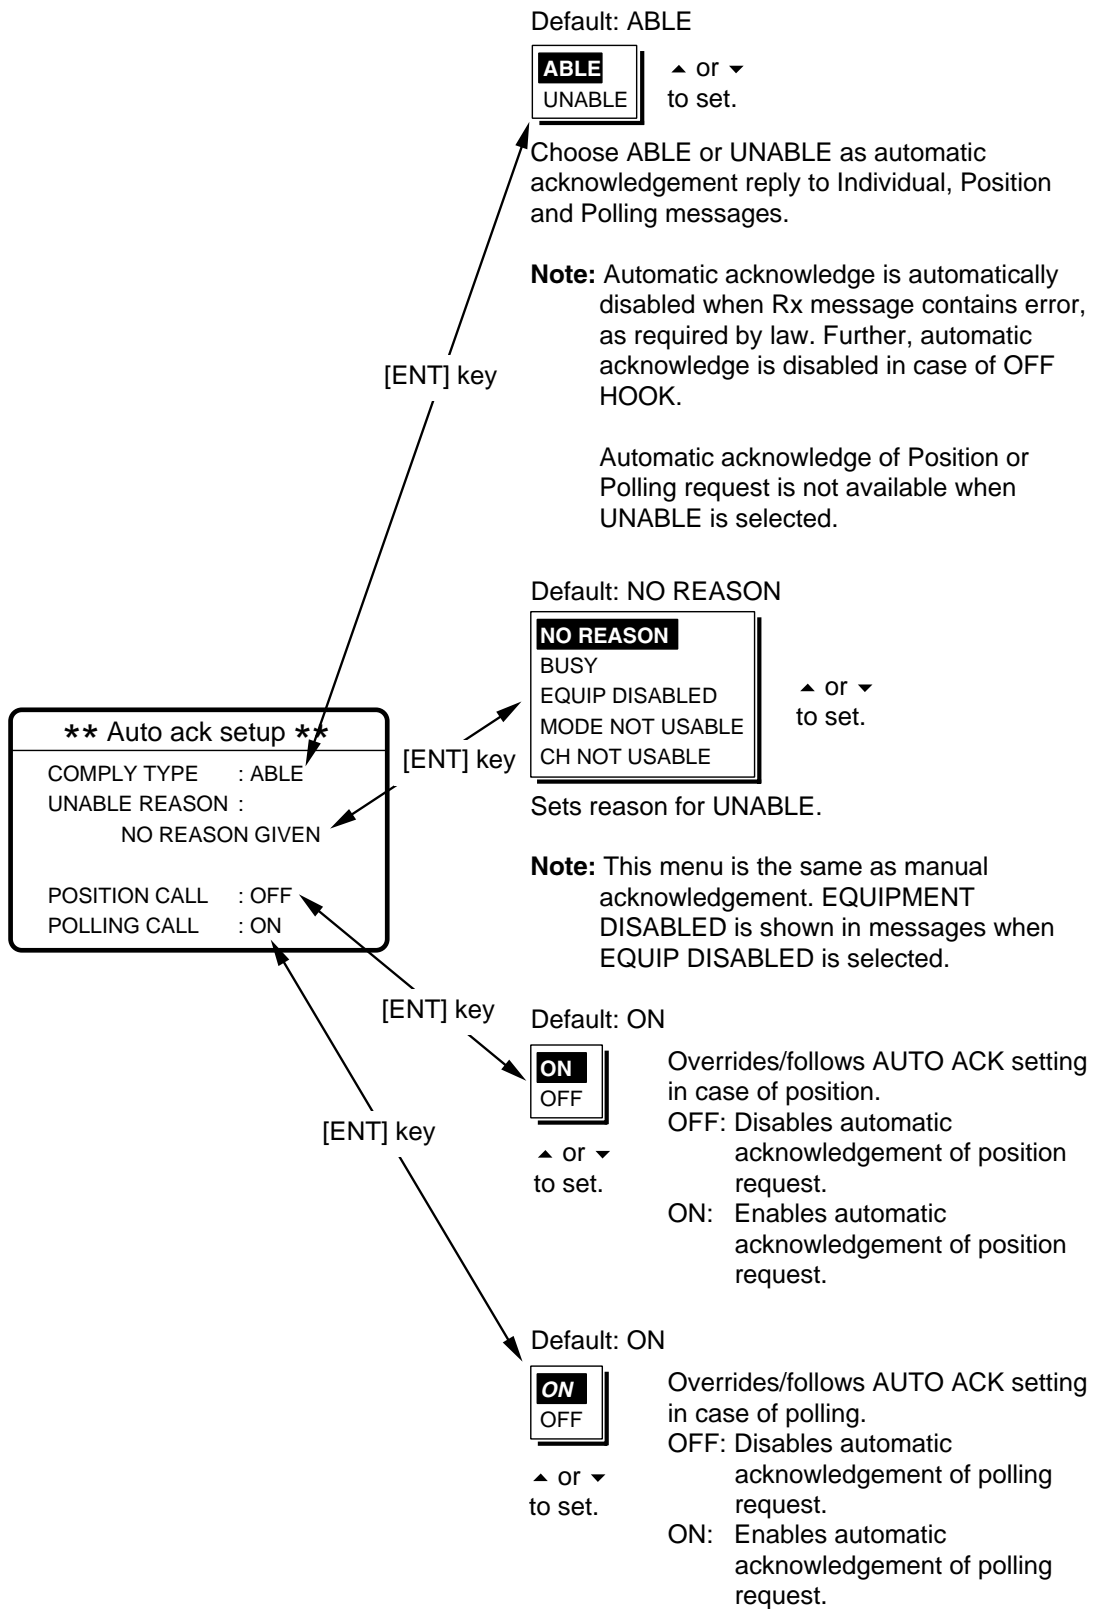 Default: ABLE
ABLE
UNABLE
▲ or ▼
to set.
Choose ABLE or UNABLE as automatic
acknowledgement reply to Individual, Position
and Polling messages.
Note: Automatic acknowledge is automatically
disabled when Rx message contains error,
as required by law. Further, automatic
acknowledge is disabled in case of OFF
HOOK.
Automatic acknowledge of Position or
Polling request is not available when
UNABLE is selected.
[ENT] key
Default: NO REASON
NO REASON
BUSY
EQUIP DISABLED
MODE NOT USABLE
CH NOT USABLE
▲ or ▼
to set.
[ENT] key
Sets reason for UNABLE.
Note: This menu is the same as manual
acknowledgement. EQUIPMENT
DISABLED is shown in messages when
EQUIP DISABLED is selected.
** Auto ack setup **
COMPLY TYPE : ABLE
UNABLE REASON :
NO REASON GIVEN
POSITION CALL : OFF
POLLING CALL : ON
[ENT] key
Default: ON
ON
OFF
▲ or ▼
to set.
Overrides/follows AUTO ACK setting
in case of position.
OFF: Disables automatic
acknowledgement of position
request.
ON: Enables automatic
acknowledgement of position
request.
[ENT] key
Default: ON
ON
OFF
▲ or ▼
to set.
Overrides/follows AUTO ACK setting
in case of polling.
OFF: Disables automatic
acknowledgement of polling
request.
ON: Enables automatic
acknowledgement of polling
request.